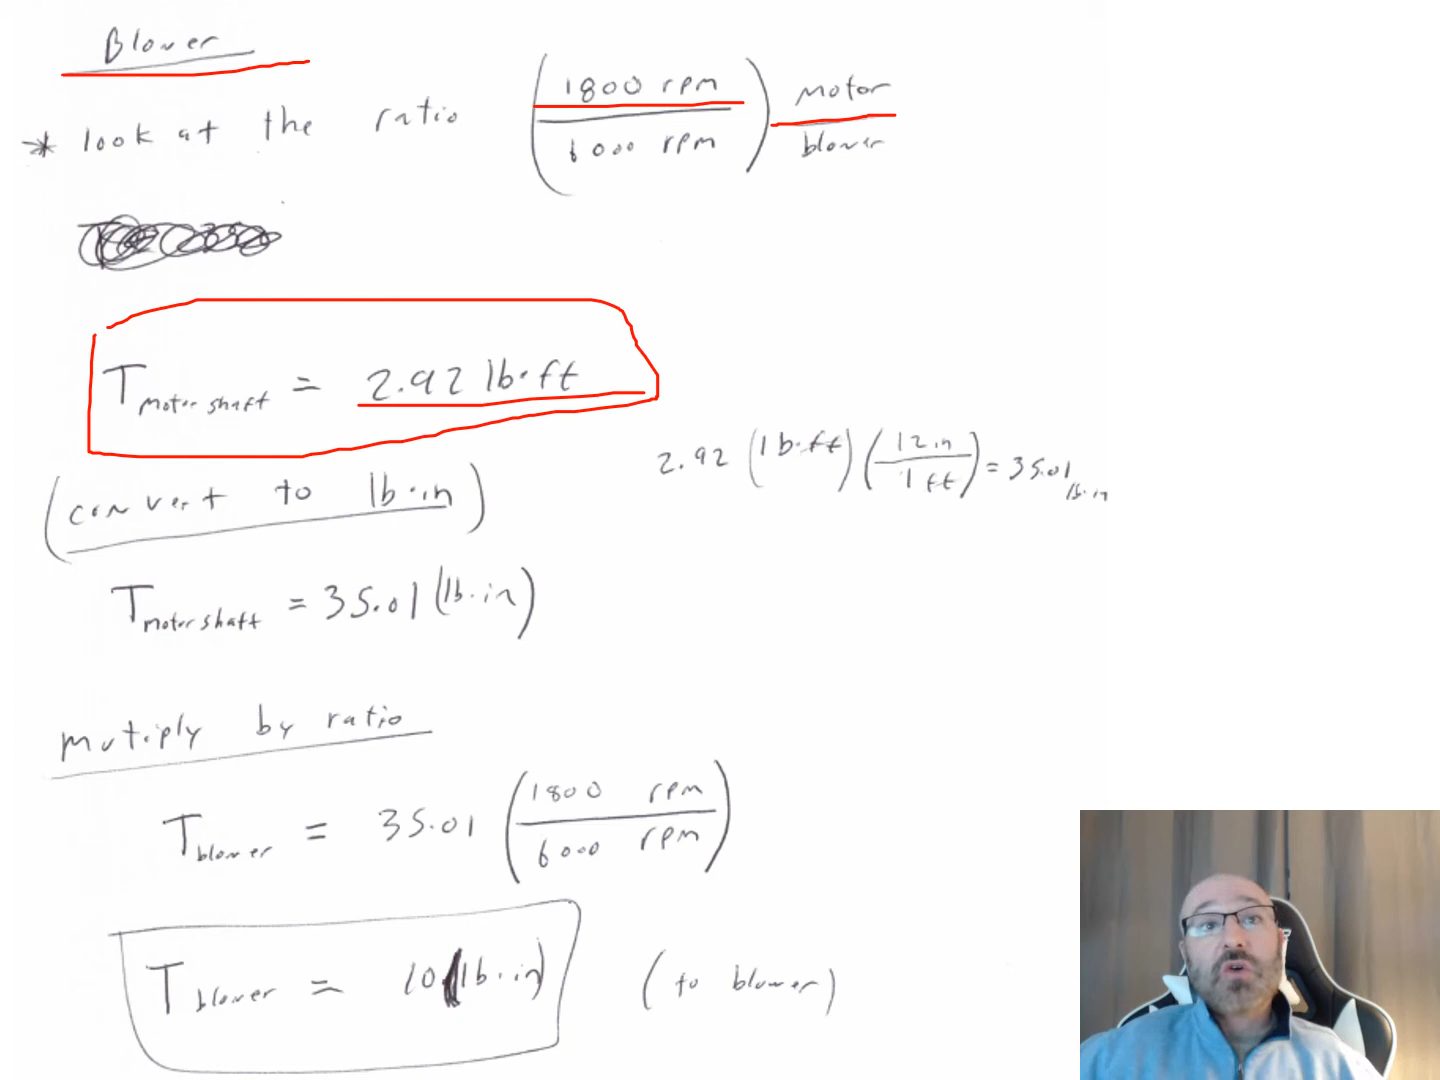 Blower
* look at the ratio (1800 rpm / 6000 rpm) motor / blower
T motor shaft = 2.92 lb·ft
2.92 (lb·ft) (12 in / 1 ft) = 35.01 lb·in
(convert to lb·in)
T motor shaft = 35.01 (lb·in)
mutiply by ratio
T blower = 35.01 (1800 rpm / 6000 rpm)
T blower = 10 (lb·in) (to blower)